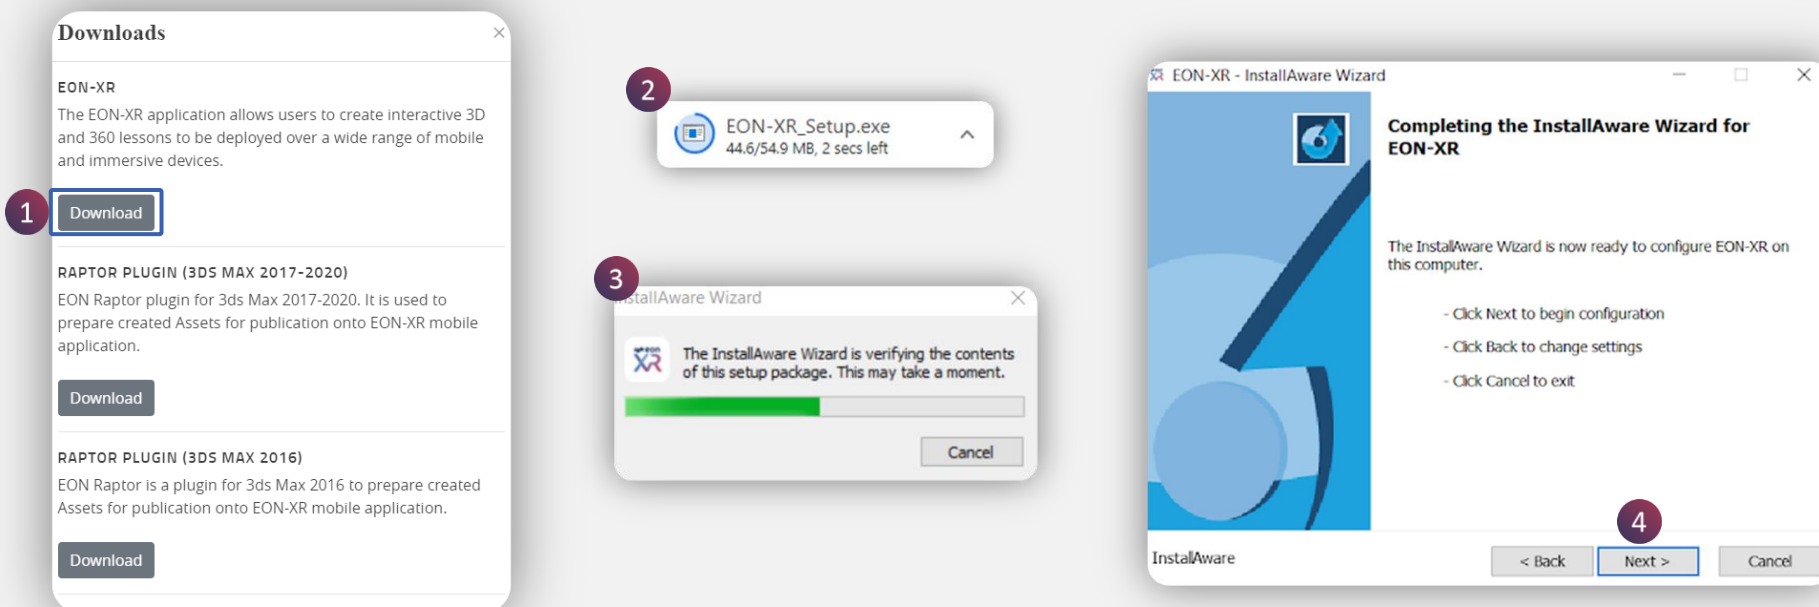 Downloads
EON-XR
The EON-XR application allows users to create interactive 3D
and 360 lessons to be deployed over a wide range of mobile
and immersive devices.
1
Download
RAPTOR PLUGIN (3DS MAX 2017-2020)
EON Raptor plugin for 3ds Max 2017-2020. It is used to
prepare created Assets for publication onto EON-XR mobile
application.
Download
RAPTOR PLUGIN (3DS MAX 2016)
EON Raptor is a plugin for 3ds Max 2016 to prepare created
Assets for publication onto EON-XR mobile application.
Download
2
EON-XR_Setup.exe
44.6/54.9 MB, 2 secs left
3
stallAware Wizard
eon
XR
The InstallAware Wizard is verifying the contents
of this setup package. This may take a moment.
Cancel
EON-XR - InstallAware Wizard
Completing the InstallAware Wizard for
EON-XR
The InstallAware Wizard is now ready to configure EON-XR on
this computer.
- Click Next to begin configuration
- Click Back to change settings
- Click Cancel to exit
4
InstallAware
< Back
Next >
Cancel